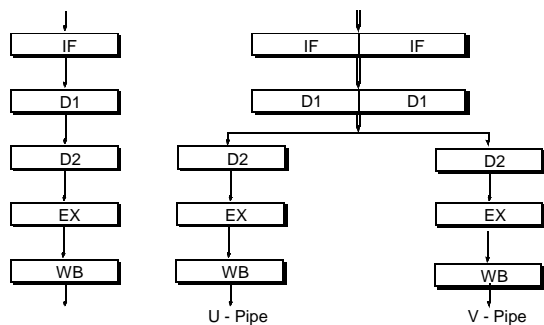 IF IF IF
D1 D1 D1
D2 D2 D2
EX EX EX
WB WB WB
U - Pipe V - Pipe